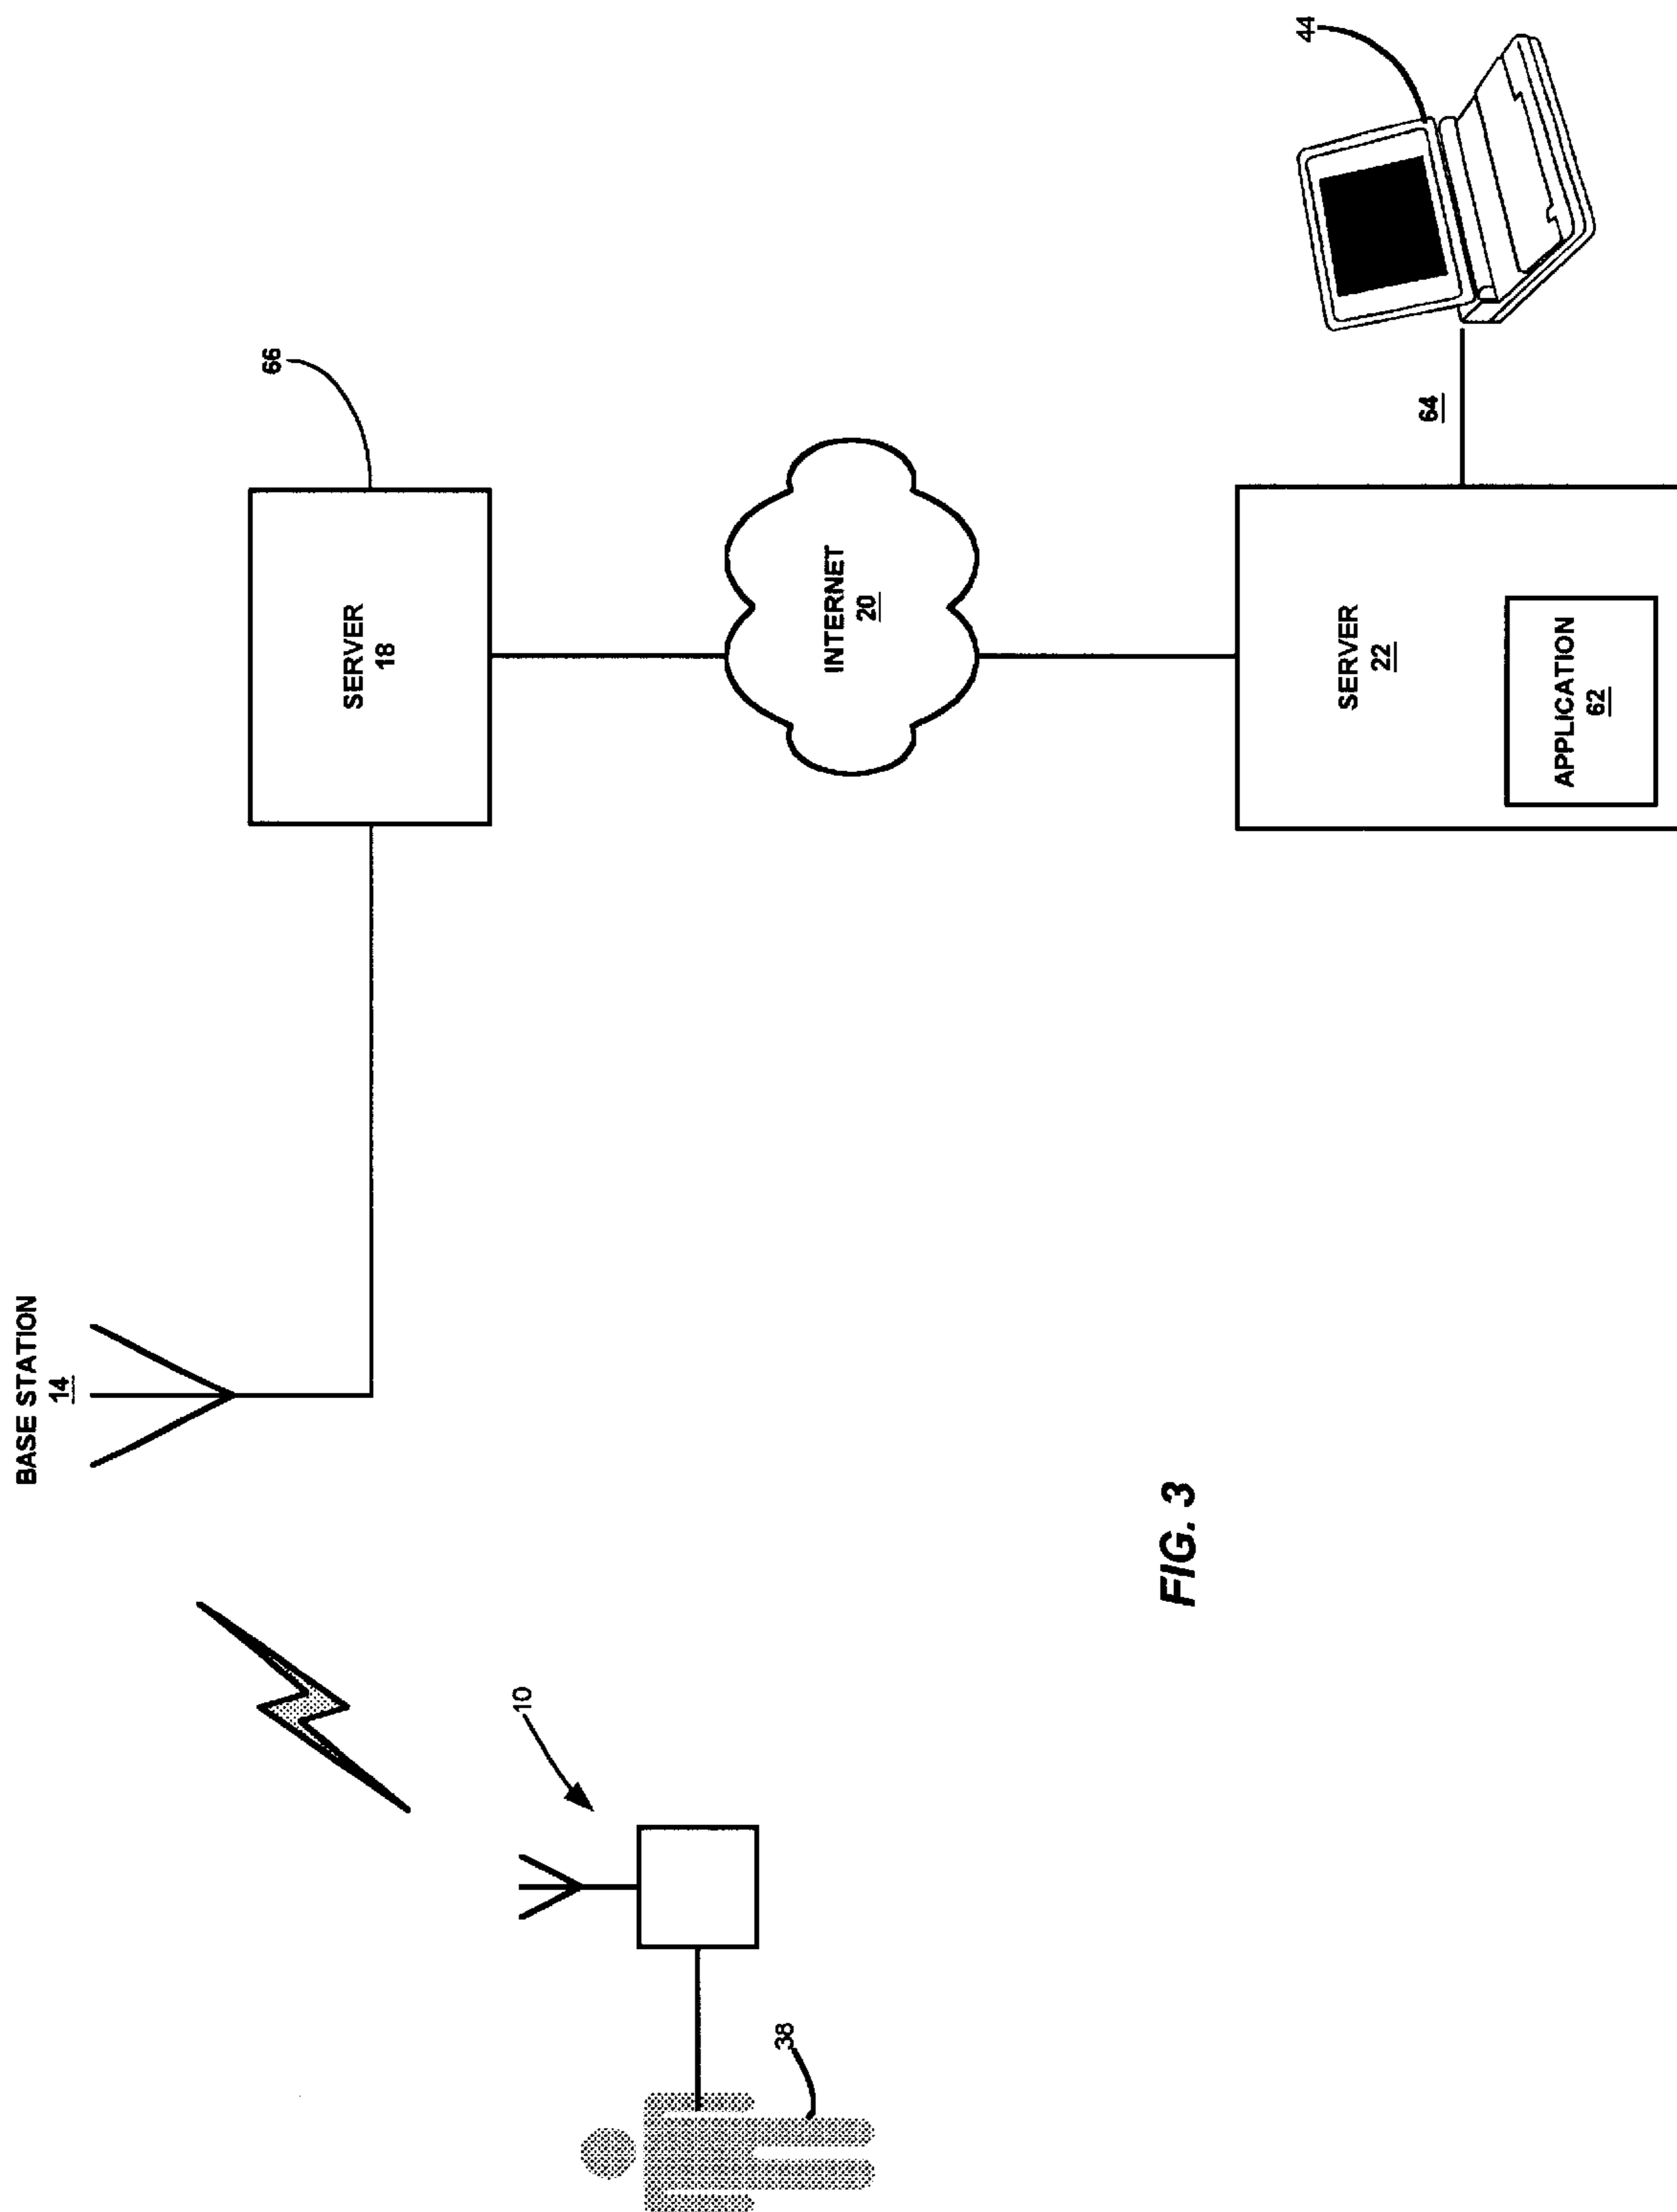 BASE STATION
14
66
SERVER
18
10
38
INTERNET
20
44
64
SERVER
22
APPLICATION
62
FIG. 3